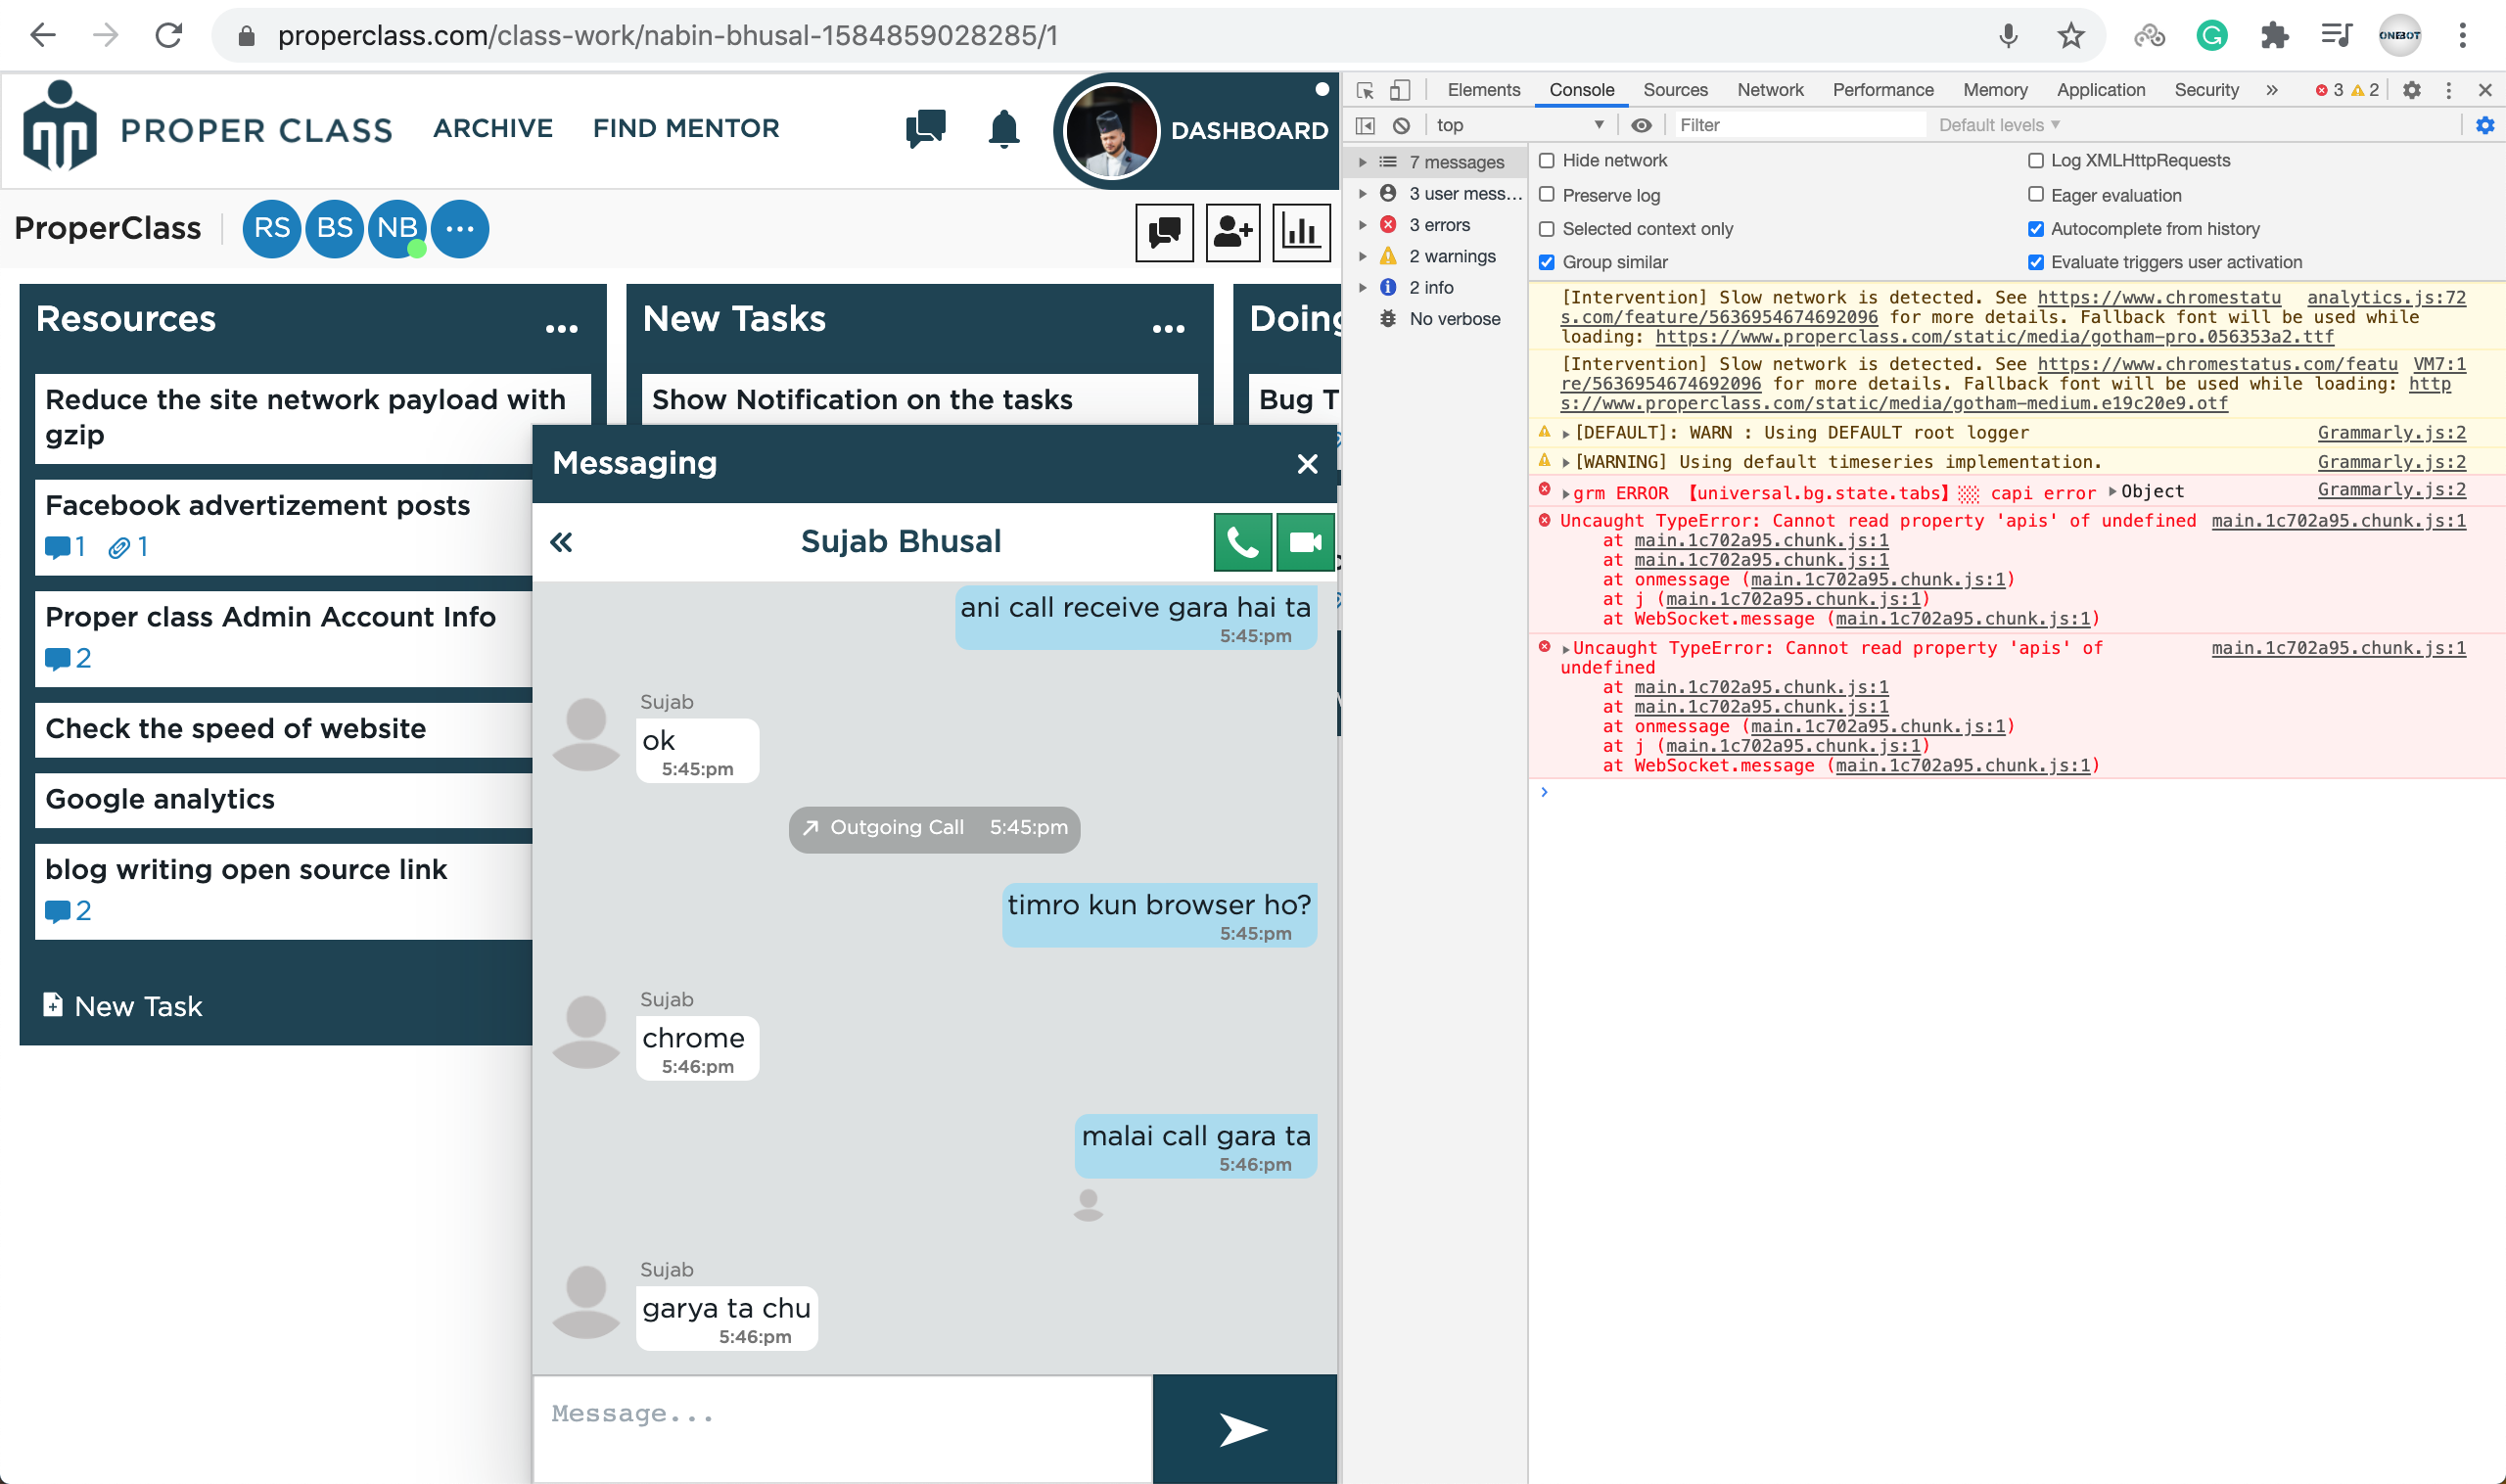 properclass.com/class-work/nabin-bhusal-1584859028285/1
ONEBOT
PROPER CLASS
ARCHIVE
FIND MENTOR
DASHBOARD
ProperClass
RS
BS
NB
...
Resources
...
Reduce the site network payload with
gzip
Facebook advertizement posts
1 1
Proper class Admin Account Info
2
Check the speed of website
Google analytics
blog writing open source link
2
New Task
New Tasks
...
Show Notification on the tasks
Doing
Bug T
Messaging
Sujab Bhusal
ani call receive gara hai ta
5:45:pm
Sujab
ok
5:45:pm
Outgoing Call 5:45:pm
timro kun browser ho?
5:45:pm
Sujab
chrome
5:46:pm
malai call gara ta
5:46:pm
Sujab
garya ta chu
5:46:pm
Message...
Elements Console Sources Network Performance Memory Application Security » 3 2
top Filter Default levels
7 messages
3 user mess...
3 errors
2 warnings
2 info
No verbose
Hide network
Log XMLHttpRequests
Preserve log
Eager evaluation
Selected context only
Autocomplete from history
Group similar
Evaluate triggers user activation
[Intervention] Slow network is detected. See https://www.chromestatu analytics.js:72
s.com/feature/5636954674692096 for more details. Fallback font will be used while
loading: https://www.properclass.com/static/media/gotham-pro.056353a2.ttf
[Intervention] Slow network is detected. See https://www.chromestatus.com/featu VM7:1
re/5636954674692096 for more details. Fallback font will be used while loading: http
s://www.properclass.com/static/media/gotham-medium.e19c20e9.otf
[DEFAULT]: WARN : Using DEFAULT root logger Grammarly.js:2
[WARNING] Using default timeseries implementation. Grammarly.js:2
grm ERROR 【universal.bg.state.tabs】░ capi error Object Grammarly.js:2
Uncaught TypeError: Cannot read property 'apis' of undefined main.1c702a95.chunk.js:1
at main.1c702a95.chunk.js:1
at main.1c702a95.chunk.js:1
at onmessage (main.1c702a95.chunk.js:1)
at j (main.1c702a95.chunk.js:1)
at WebSocket.message (main.1c702a95.chunk.js:1)
Uncaught TypeError: Cannot read property 'apis' of main.1c702a95.chunk.js:1
undefined
at main.1c702a95.chunk.js:1
at main.1c702a95.chunk.js:1
at onmessage (main.1c702a95.chunk.js:1)
at j (main.1c702a95.chunk.js:1)
at WebSocket.message (main.1c702a95.chunk.js:1)